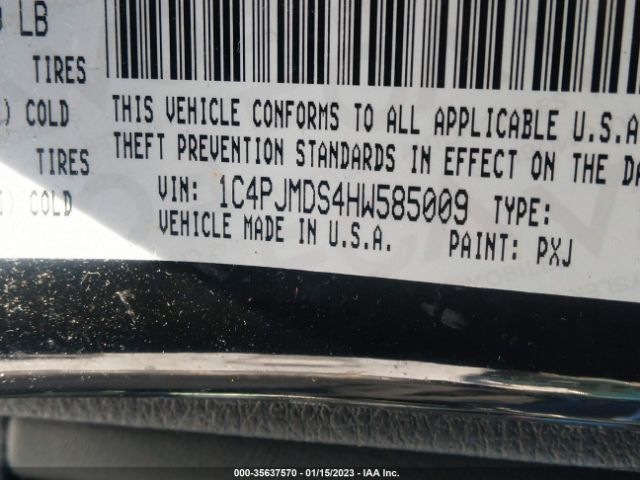 LB
TIRES
) COLD
TIRES
) COLD
THIS VEHICLE CONFORMS TO ALL APPLICABLE U.S.A
THEFT PREVENTION STANDARDS IN EFFECT ON THE DA
VIN: 1C4PJMDS4HW585009 TYPE:
VEHICLE MADE IN U.S.A. PAINT: PXJ
000-35637570 - 01/15/2023 - IAA Inc.